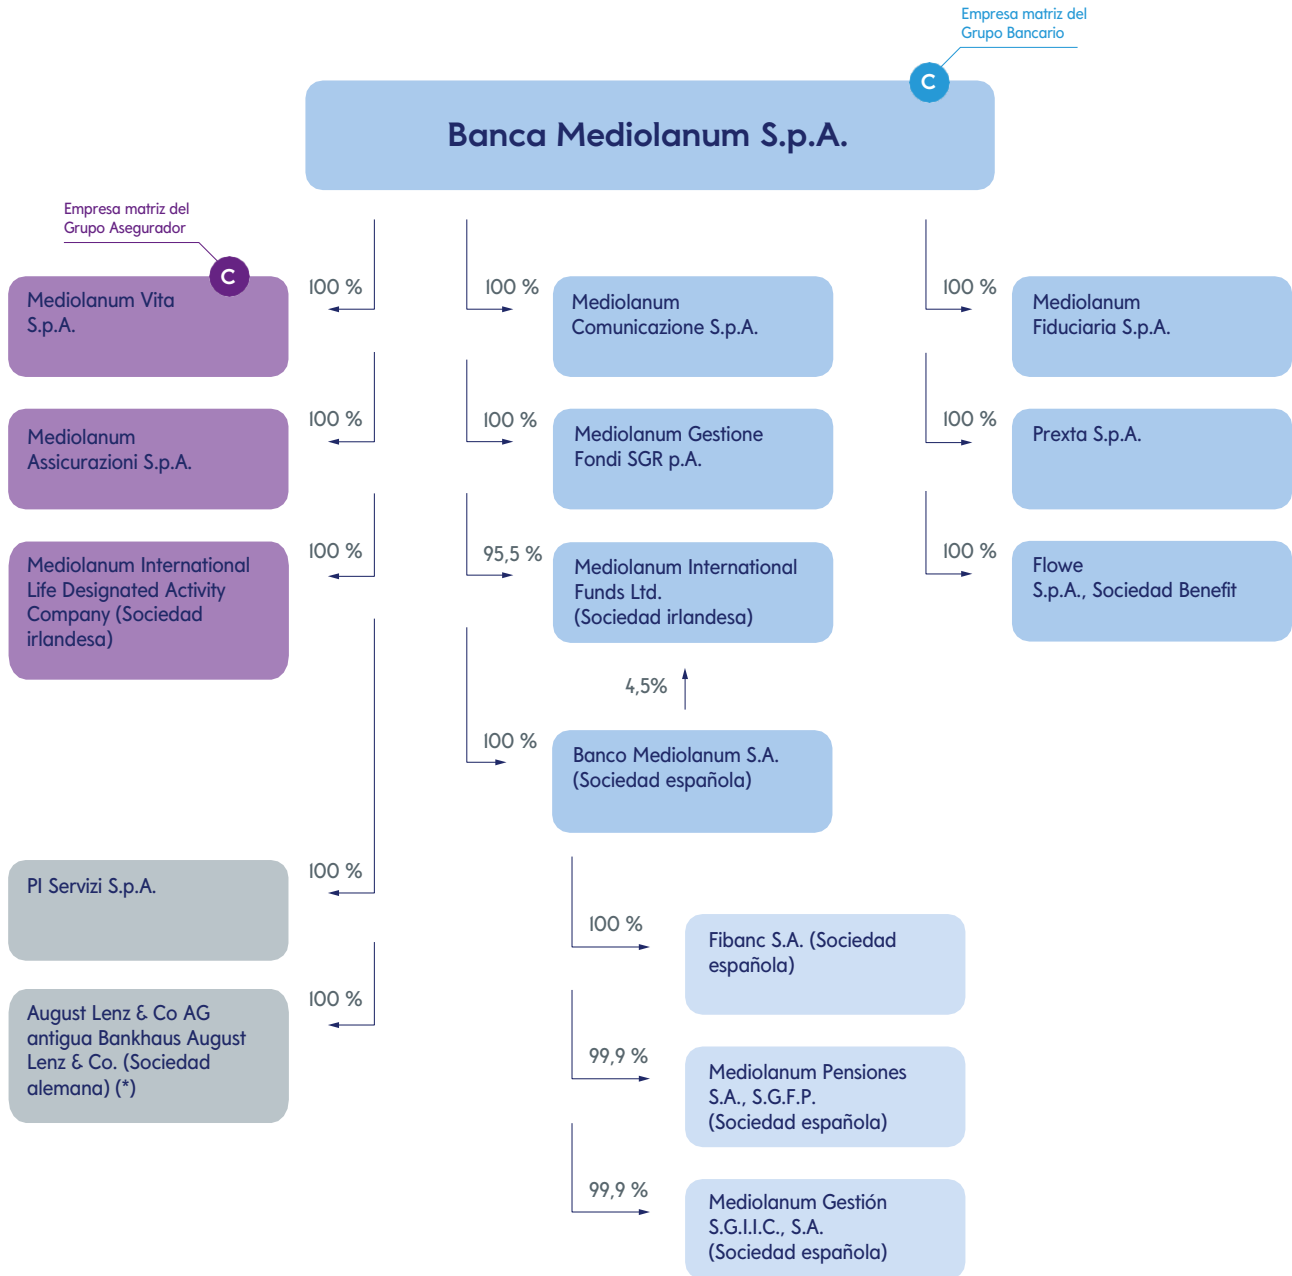 Empresa matriz del
Grupo Bancario
C
Banca Mediolanum S.p.A.
Empresa matriz del
Grupo Asegurador
C
100 %
Mediolanum Vita
S.p.A.
100 %
Mediolanum
Comunicazione S.p.A.
100 %
Mediolanum
Fiduciaria S.p.A.
100 %
Mediolanum
Assicurazioni S.p.A.
100 %
Mediolanum Gestione
Fondi SGR p.A.
100 %
Prexta S.p.A.
100 %
Mediolanum International
Life Designated Activity
Company (Sociedad
irlandesa)
95,5 %
Mediolanum International
Funds Ltd.
(Sociedad irlandesa)
100 %
Flowe
S.p.A., Sociedad Benefit
4,5%
100 %
Banco Mediolanum S.A.
(Sociedad española)
100 %
PI Servizi S.p.A.
100 %
Fibanc S.A. (Sociedad
española)
100 %
August Lenz & Co AG
antigua Bankhaus August
Lenz & Co. (Sociedad
alemana) (*)
99,9 %
Mediolanum Pensiones
S.A., S.G.F.P.
(Sociedad española)
99,9 %
Mediolanum Gestión
S.G.I.I.C., S.A.
(Sociedad española)